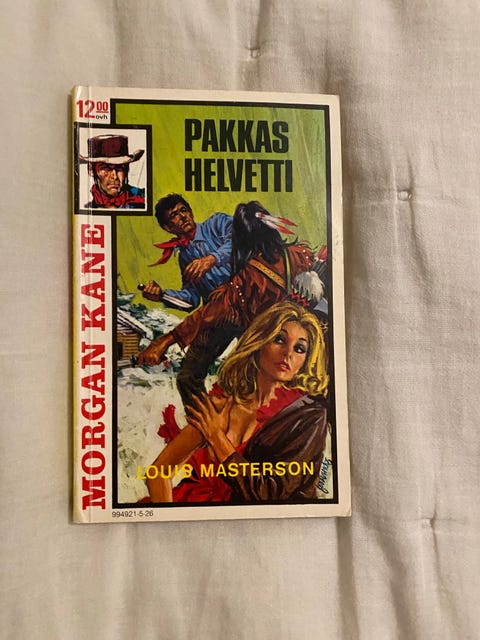 12.00
ovh
PAKKAS
HELVETTI
MORGAN KANE
LOUIS MASTERSON
994921-5-26